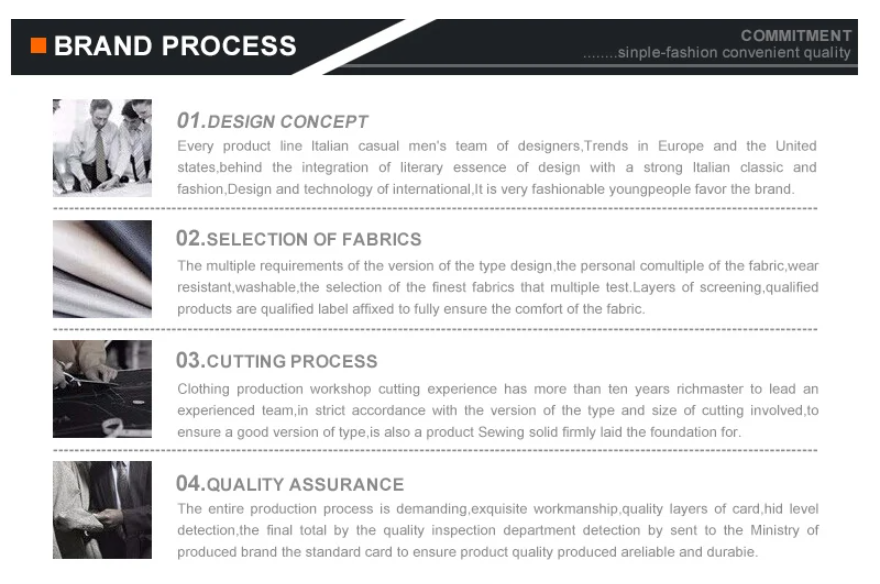 BRAND PROCESS
COMMITMENT
........sinple-fashion convenient quality
01.DESIGN CONCEPT
Every product line Italian casual men's team of designers,Trends in Europe and the United
states,behind the integration of literary essence of design with a strong Italian classic and
fashion,Design and technology of international,It is very fashionable youngpeople favor the brand.
02.SELECTION OF FABRICS
The multiple requirements of the version of the type design,the personal comultiple of the fabric,wear
resistant,washable,the selection of the finest fabrics that multiple test.Layers of screening,qualified
products are qualified label affixed to fully ensure the comfort of the fabric.
03.CUTTING PROCESS
Clothing production workshop cutting experience has more than ten years richmaster to lead an
experienced team,in strict accordance with the version of the type and size of cutting involved,to
ensure a good version of type,is also a product Sewing solid firmly laid the foundation for.
04.QUALITY ASSURANCE
The entire production process is demanding,exquisite workmanship,quality layers of card,hid level
detection,the final total by the quality inspection department detection by sent to the Ministry of
produced brand the standard card to ensure product quality produced areliable and durabie.